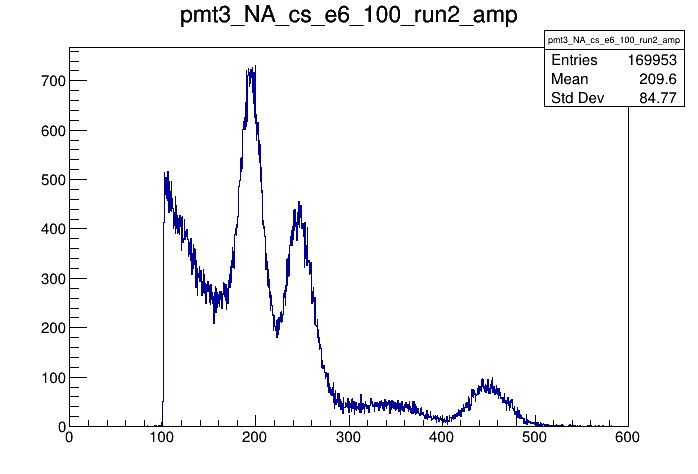 pmt3_NA_cs_e6_100_run2_amp
pmt3_NA_cs_e6_100_run2_amp
Entries 169953
Mean 209.6
Std Dev 84.77
700
600
500
400
300
200
100
0
0 100 200 300 400 500 600